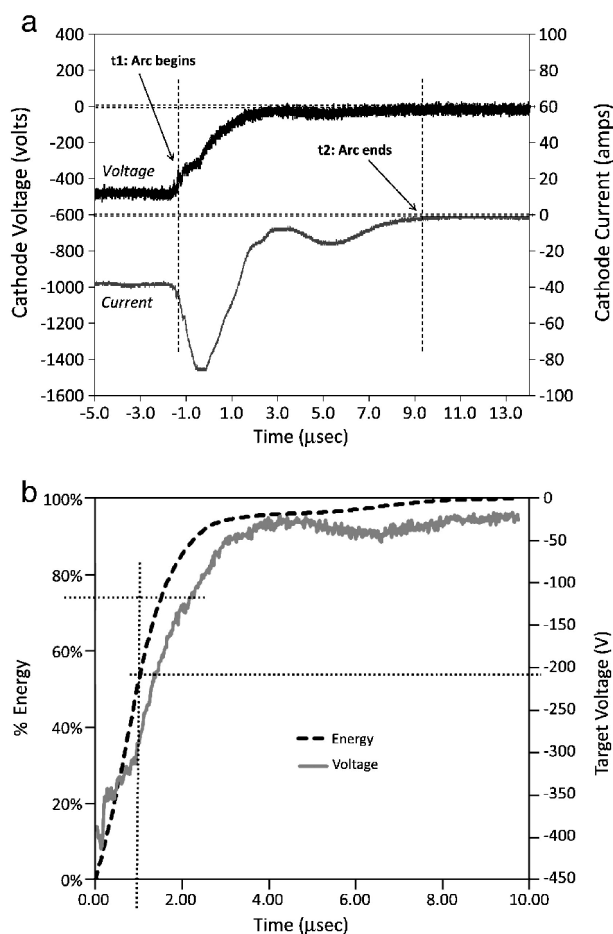 a
400
200
0
-200
-400
-600
-800
-1000
-1200
-1400
-1600
Cathode Voltage (volts)
t1: Arc begins
Voltage
t2: Arc ends
Current
100
80
60
40
20
0
-20
-40
-60
-80
-100
Cathode Current (amps)
-5.0 -3.0 -1.0 1.0 3.0 5.0 7.0 9.0 11.0 13.0
Time (μsec)
b
100%
80%
60%
40%
20%
0%
% Energy
Energy
Voltage
0
-50
-100
-150
-200
-250
-300
-350
-400
-450
Target Voltage (V)
0.00 2.00 4.00 6.00 8.00 10.00
Time (μsec)